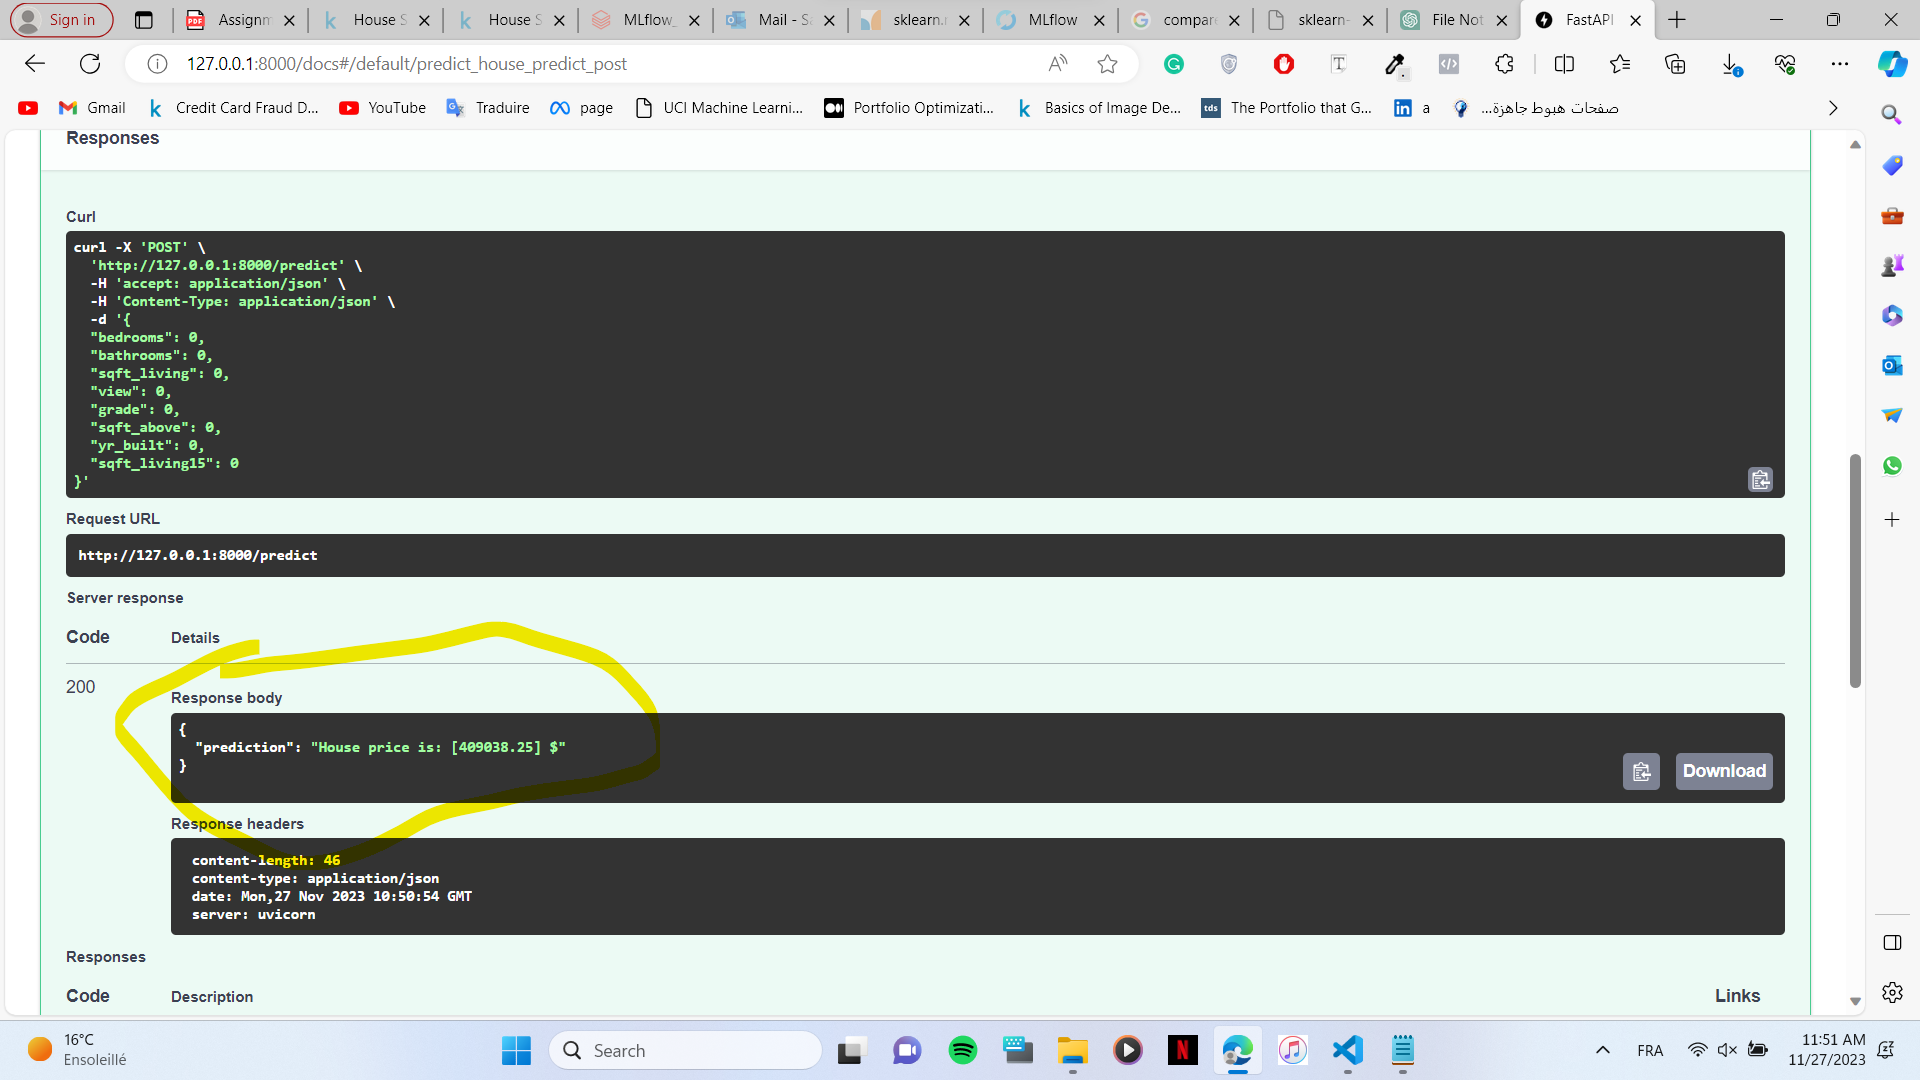 Sign in
Assignm
House S
House S
MLflow_
Mail - Sa
sklearn.
MLflow
compare
sklearn-
File Not
FastAPI
127.0.0.1:8000/docs#/default/predict_house_predict_post
Gmail
Credit Card Fraud D...
YouTube
Traduire
page
UCI Machine Learni...
Portfolio Optimizati...
Basics of Image De...
tds
The Portfolio that G...
a
صفحات هبوط جاهزة...
Responses
Curl
curl -X 'POST' \
'http://127.0.0.1:8000/predict' \
-H 'accept: application/json' \
-H 'Content-Type: application/json' \
-d '{
"bedrooms": 0,
"bathrooms": 0,
"sqft_living": 0,
"view": 0,
"grade": 0,
"sqft_above": 0,
"yr_built": 0,
"sqft_living15": 0
}'
Request URL
http://127.0.0.1:8000/predict
Server response
Code Details
200
Response body
{
"prediction": "House price is: [409038.25] $"
}
Download
Response headers
content-length: 46
content-type: application/json
date: Mon,27 Nov 2023 10:50:54 GMT
server: uvicorn
Responses
Code Description Links
16°C
Ensoleillé
Search
FRA
11:51 AM
11/27/2023